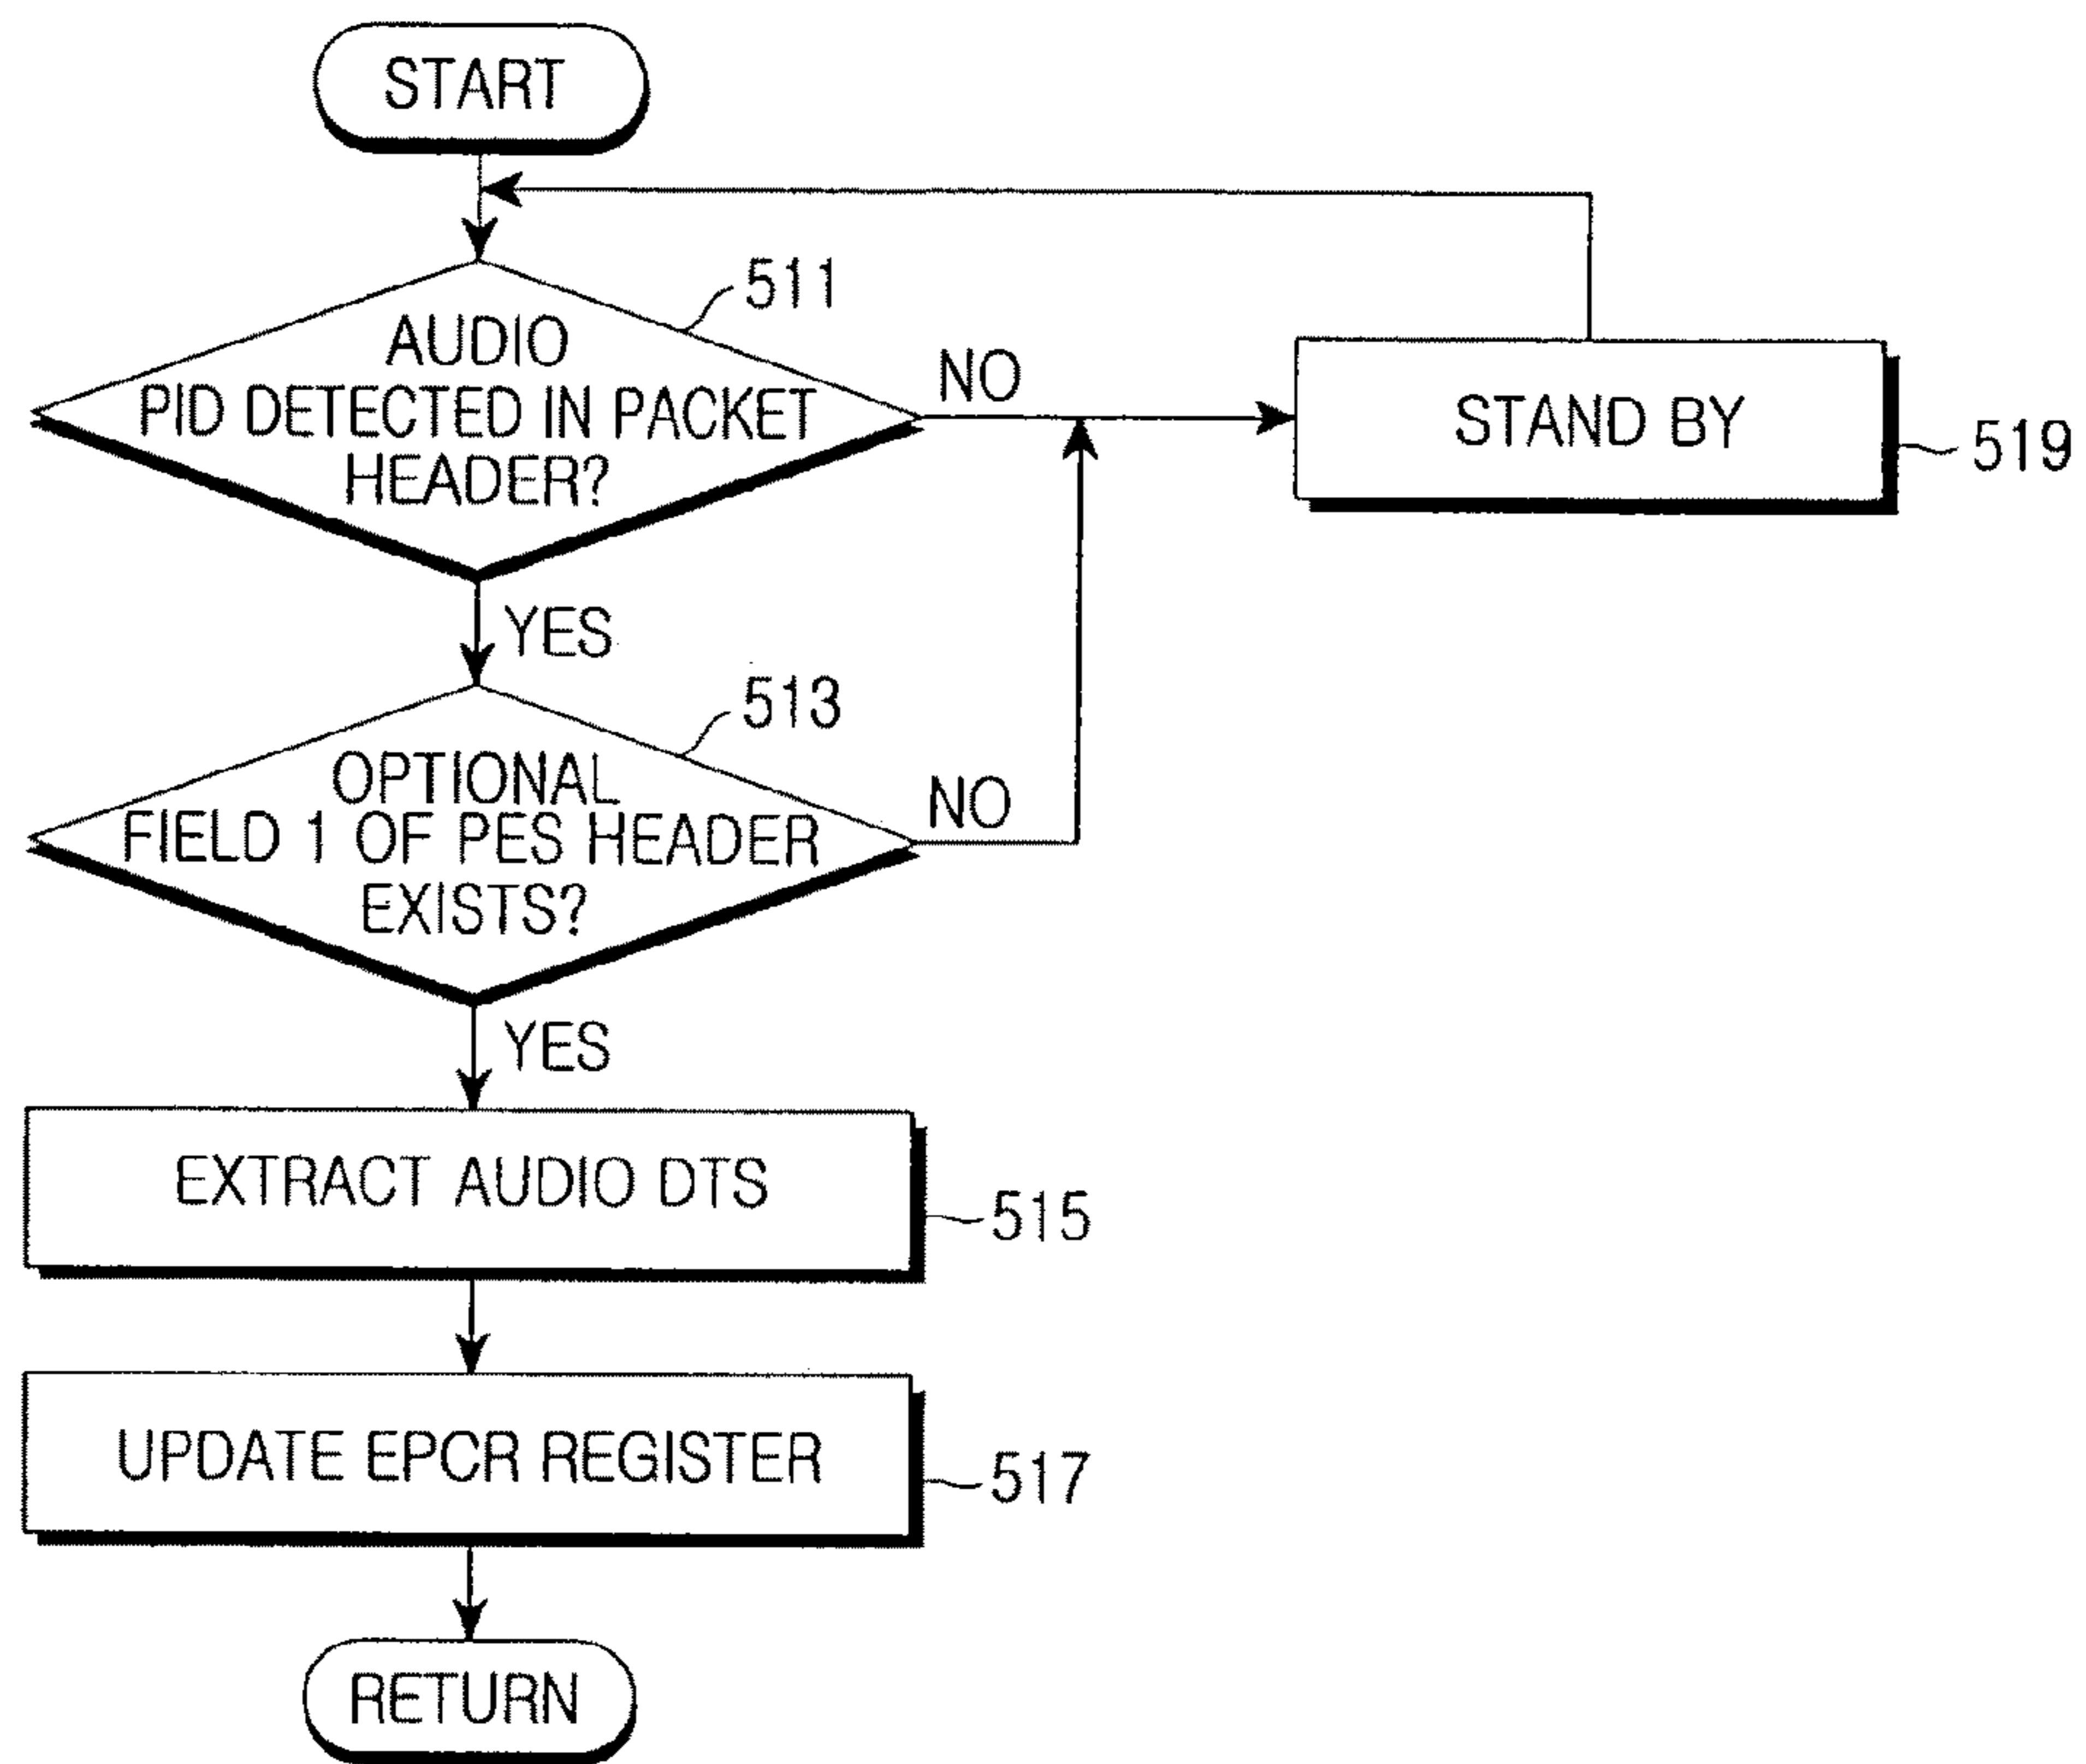 START
511
AUDIO
PID DETECTED IN PACKET
HEADER?
NO
STAND BY
519
YES
513
OPTIONAL
FIELD 1 OF PES HEADER
EXISTS?
NO
YES
EXTRACT AUDIO DTS
515
UPDATE EPCR REGISTER
517
RETURN